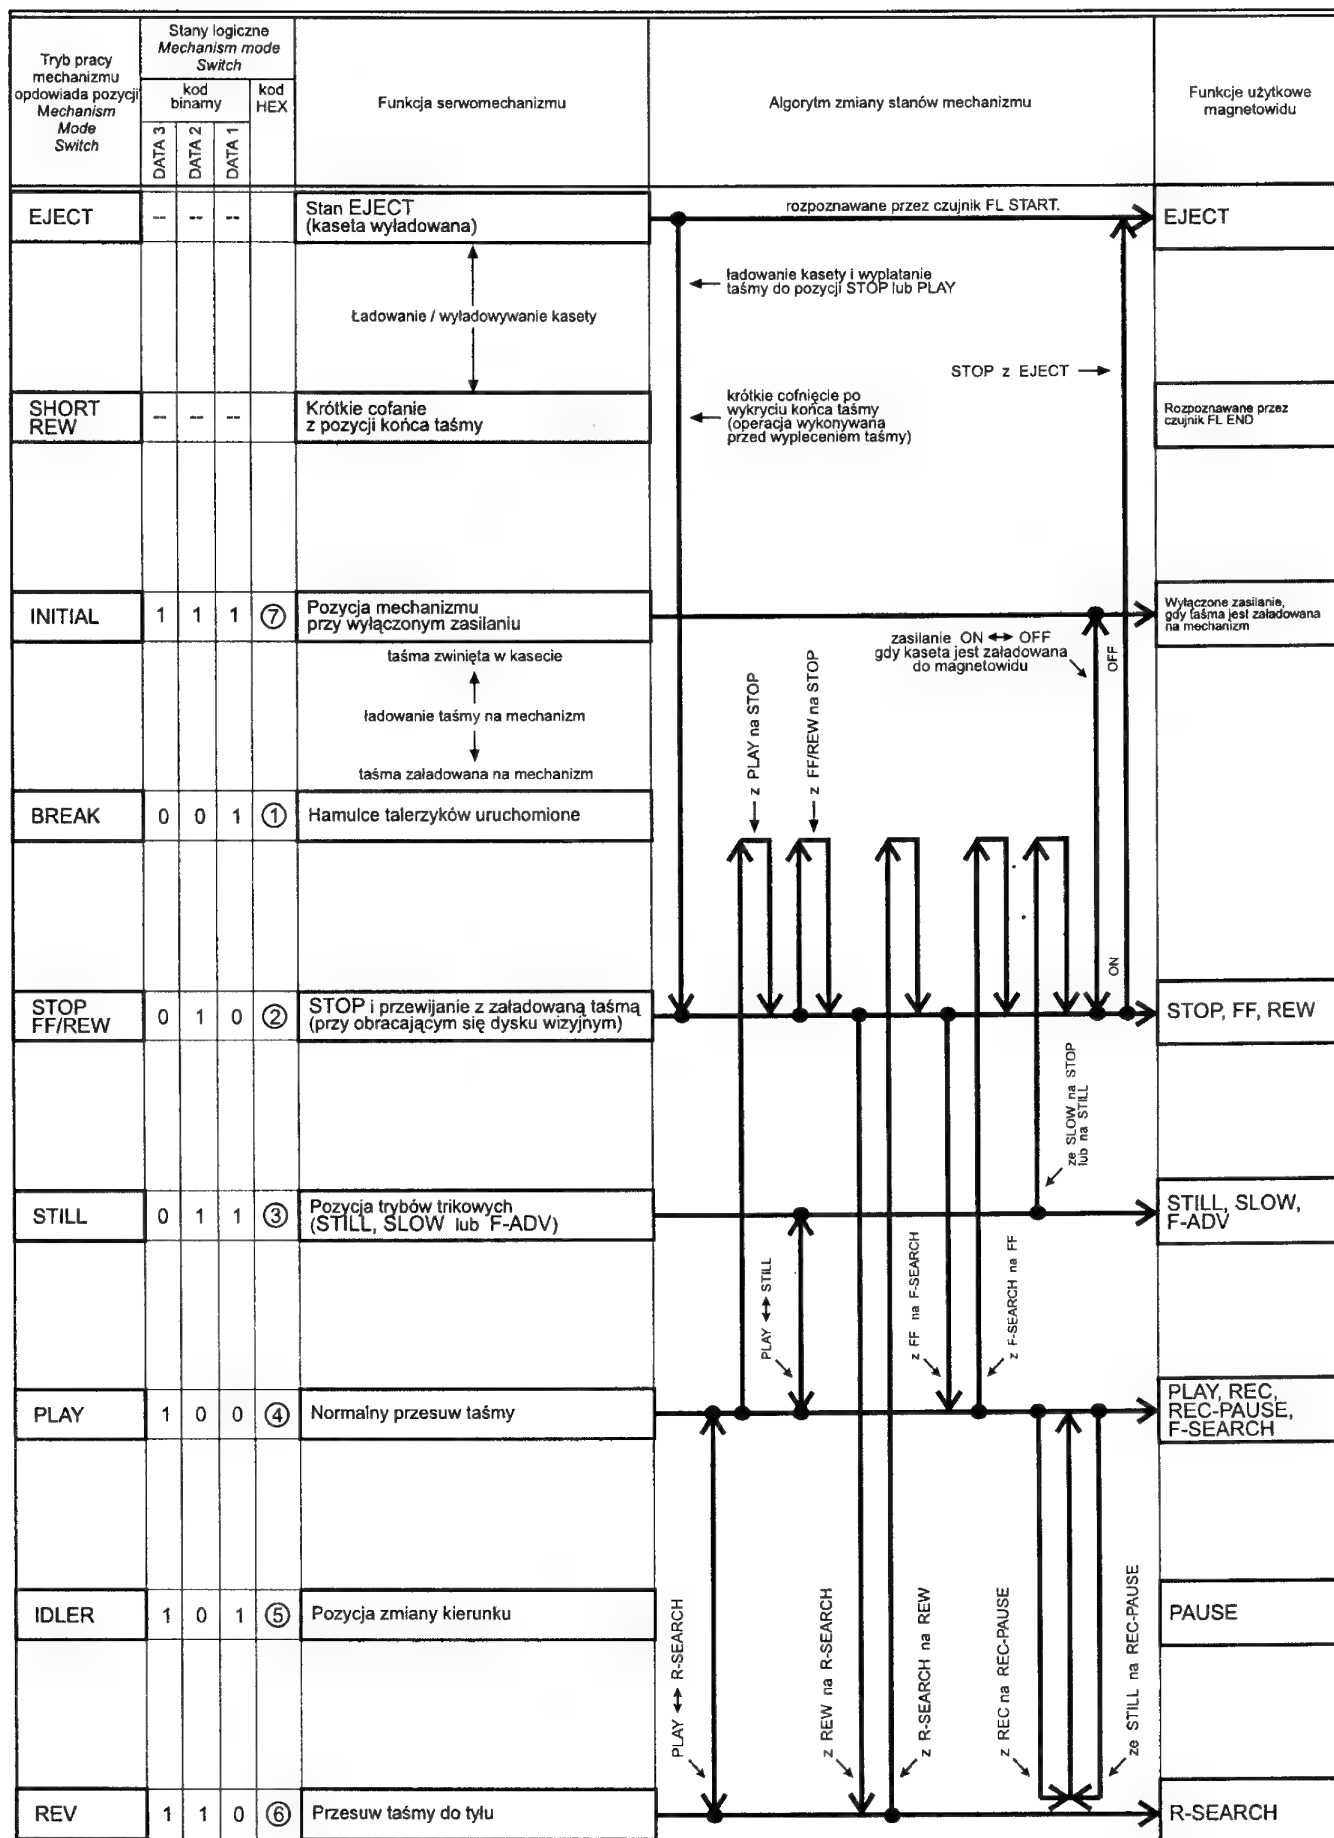 Tryb pracy
mechanizmu
opdowiada pozycji
Mechanism
Mode
Switch
Stany logiczne
Mechanism mode
Switch
kod
binarny
kod
HEX
DATA 3
DATA 2
DATA 1
Funkcja serwomechanizmu
Algorytm zmiany stanów mechanizmu
Funkcje użytkowe
magnetowidu
EJECT
-- -- --
Stan EJECT
(kaseta wyładowana)
rozpoznawane przez czujnik FL START.
EJECT
ładowanie kasety i wyplatanie
taśmy do pozycji STOP lub PLAY
Ładowanie / wyładowywanie kasety
STOP z EJECT
SHORT
REW
-- -- --
Krótkie cofanie
z pozycji końca taśmy
krótkie cofnięcie po
wykryciu końca taśmy
(operacja wykonywana
przed wypleceniem taśmy)
Rozpoznawane przez
czujnik FL END
INITIAL
1 1 1 ⑦
Pozycja mechanizmu
przy wyłączonym zasilaniu
Wyłączone zasilanie,
gdy taśma jest załadowana
na mechanizm
zasilanie ON ↔ OFF
gdy kaseta jest załadowana
do magnetowidu
OFF
taśma zwinięta w kasecie
ładowanie taśmy na mechanizm
taśma załadowana na mechanizm
z PLAY na STOP
z FF/REW na STOP
BREAK
0 0 1 ①
Hamulce talerzyków uruchomione
ON
STOP
FF/REW
0 1 0 ②
STOP i przewijanie z załadowaną taśmą
(przy obracającym się dysku wizyjnym)
STOP, FF, REW
ze SLOW na STOP
lub na STILL
STILL
0 1 1 ③
Pozycja trybów trikowych
(STILL, SLOW lub F-ADV)
STILL, SLOW,
F-ADV
PLAY ↔ STILL
z FF na F-SEARCH
z F-SEARCH na FF
PLAY
1 0 0 ④
Normalny przesuw taśmy
PLAY, REC,
REC-PAUSE,
F-SEARCH
IDLER
1 0 1 ⑤
Pozycja zmiany kierunku
PAUSE
PLAY ↔ R-SEARCH
z REW na R-SEARCH
z R-SEARCH na REW
z REC na REC-PAUSE
ze STILL na REC-PAUSE
REV
1 1 0 ⑥
Przesuw taśmy do tyłu
R-SEARCH